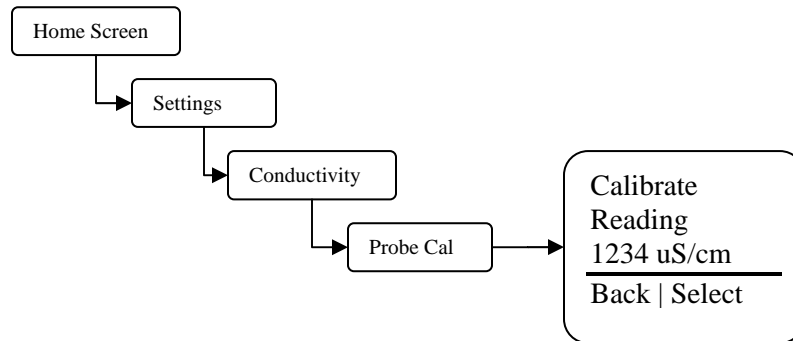 Home Screen
Settings
Conductivity
Probe Cal
Calibrate
Reading
1234 uS/cm
Back | Select